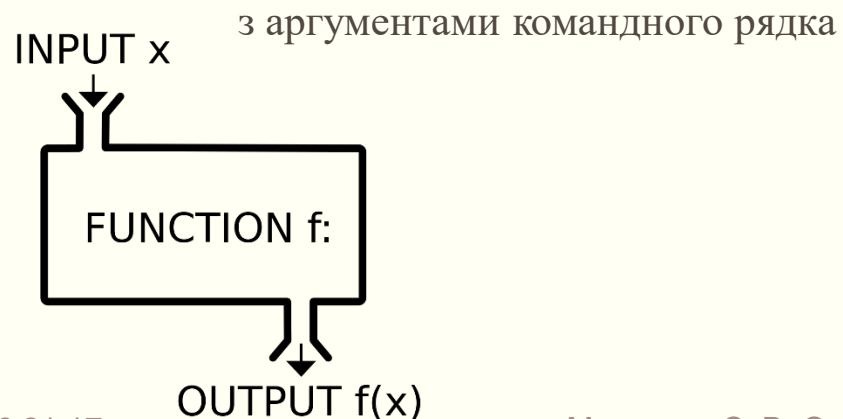 з аргументами командного рядка
INPUT x
FUNCTION f:
OUTPUT f(x)